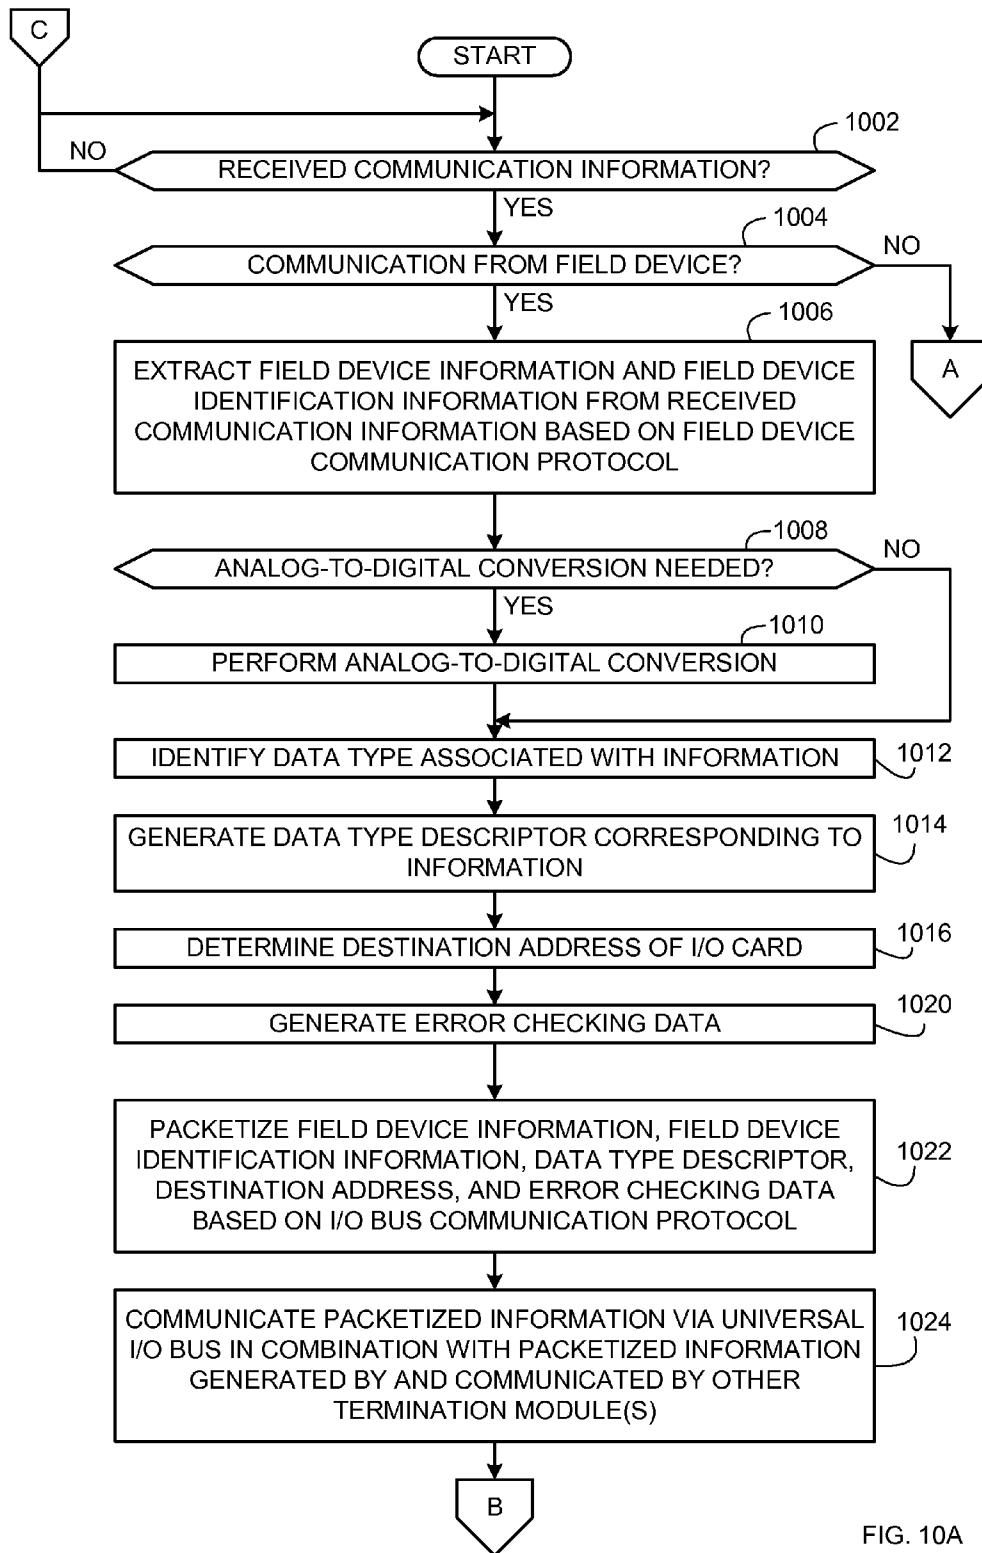 C
START
1002
NO
RECEIVED COMMUNICATION INFORMATION?
YES
1004
NO
COMMUNICATION FROM FIELD DEVICE?
YES
1006
A
EXTRACT FIELD DEVICE INFORMATION AND FIELD DEVICE
IDENTIFICATION INFORMATION FROM RECEIVED
COMMUNICATION INFORMATION BASED ON FIELD DEVICE
COMMUNICATION PROTOCOL
1008
NO
ANALOG-TO-DIGITAL CONVERSION NEEDED?
YES
1010
PERFORM ANALOG-TO-DIGITAL CONVERSION
IDENTIFY DATA TYPE ASSOCIATED WITH INFORMATION
1012
GENERATE DATA TYPE DESCRIPTOR CORRESPONDING TO
INFORMATION
1014
DETERMINE DESTINATION ADDRESS OF I/O CARD
1016
GENERATE ERROR CHECKING DATA
1020
PACKETIZE FIELD DEVICE INFORMATION, FIELD DEVICE
IDENTIFICATION INFORMATION, DATA TYPE DESCRIPTOR,
DESTINATION ADDRESS, AND ERROR CHECKING DATA
BASED ON I/O BUS COMMUNICATION PROTOCOL
1022
COMMUNICATE PACKETIZED INFORMATION VIA UNIVERSAL
I/O BUS IN COMBINATION WITH PACKETIZED INFORMATION
GENERATED BY AND COMMUNICATED BY OTHER
TERMINATION MODULE(S)
1024
B
FIG. 10A